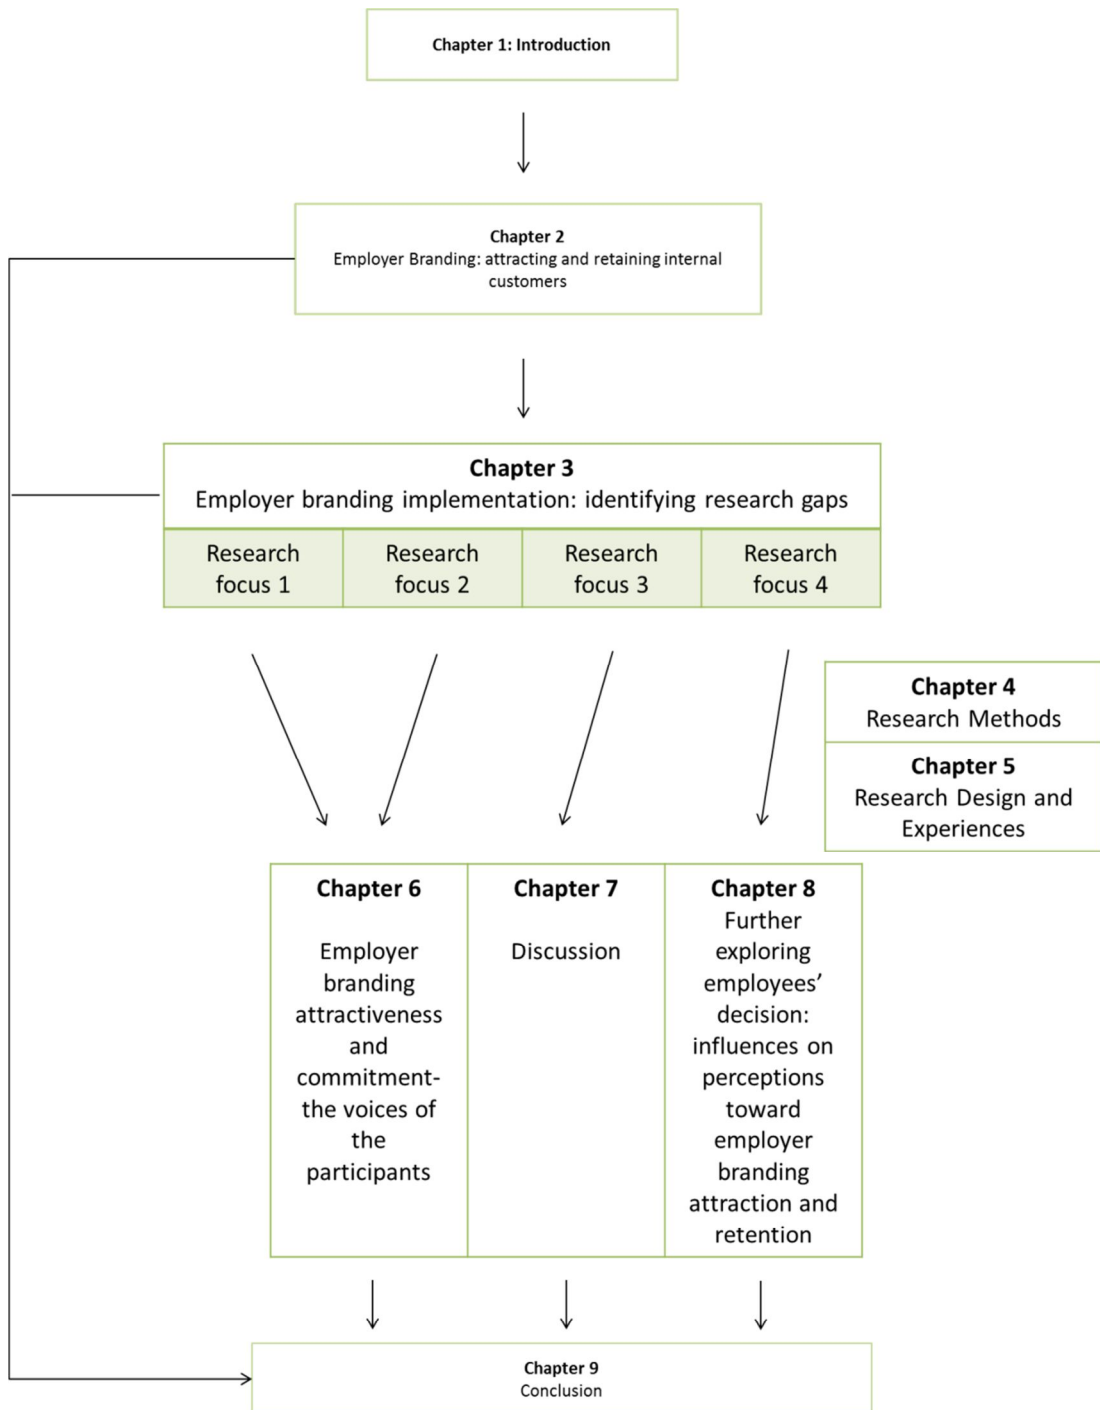 Chapter 1: Introduction
Chapter 2
Employer Branding: attracting and retaining internal
customers
Chapter 3
Employer branding implementation: identifying research gaps
Research
focus 1
Research
focus 2
Research
focus 3
Research
focus 4
Chapter 4
Research Methods
Chapter 5
Research Design and
Experiences
Chapter 6
Employer
branding
attractiveness
and
commitment-
the voices of
the
participants
Chapter 7
Discussion
Chapter 8
Further
exploring
employees’
decision:
influences on
perceptions
toward
employer
branding
attraction and
retention
Chapter 9
Conclusion